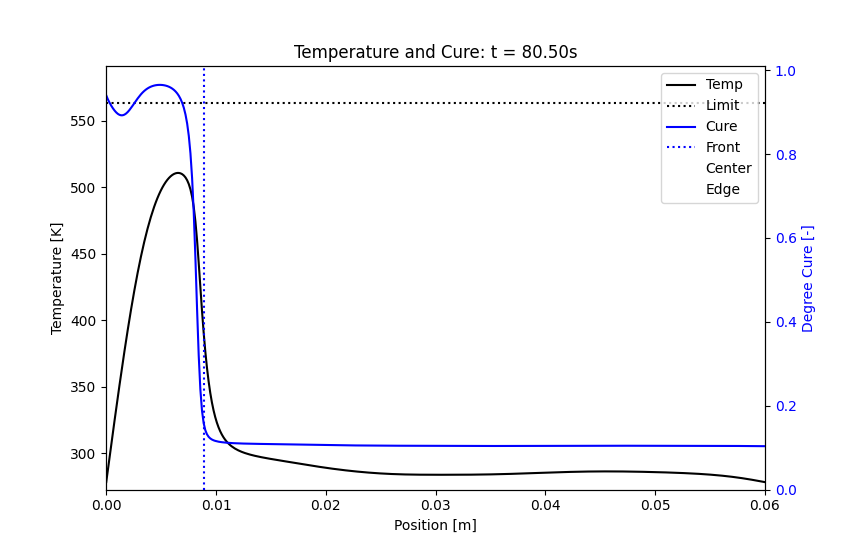 Temperature and Cure: t = 80.50s
Temp
Limit
Cure
Front
Center
Edge
Temperature [K]
550
500
450
400
350
300
Degree Cure [-]
1.0
0.8
0.6
0.4
0.2
0.0
0.00 0.01 0.02 0.03 0.04 0.05 0.06
Position [m]